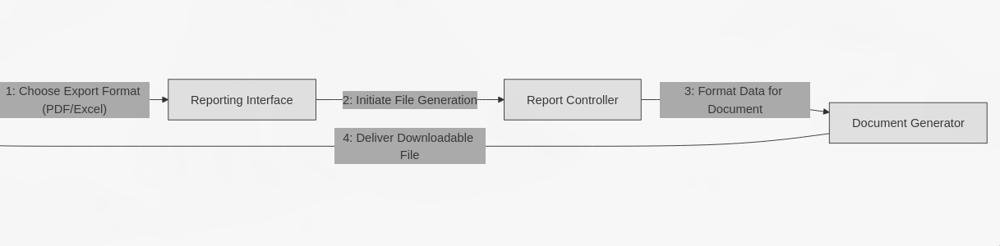 1: Choose Export Format
(PDF/Excel)
Reporting Interface
2: Initiate File Generation
Report Controller
3: Format Data for
Document
Document Generator
4: Deliver Downloadable
File